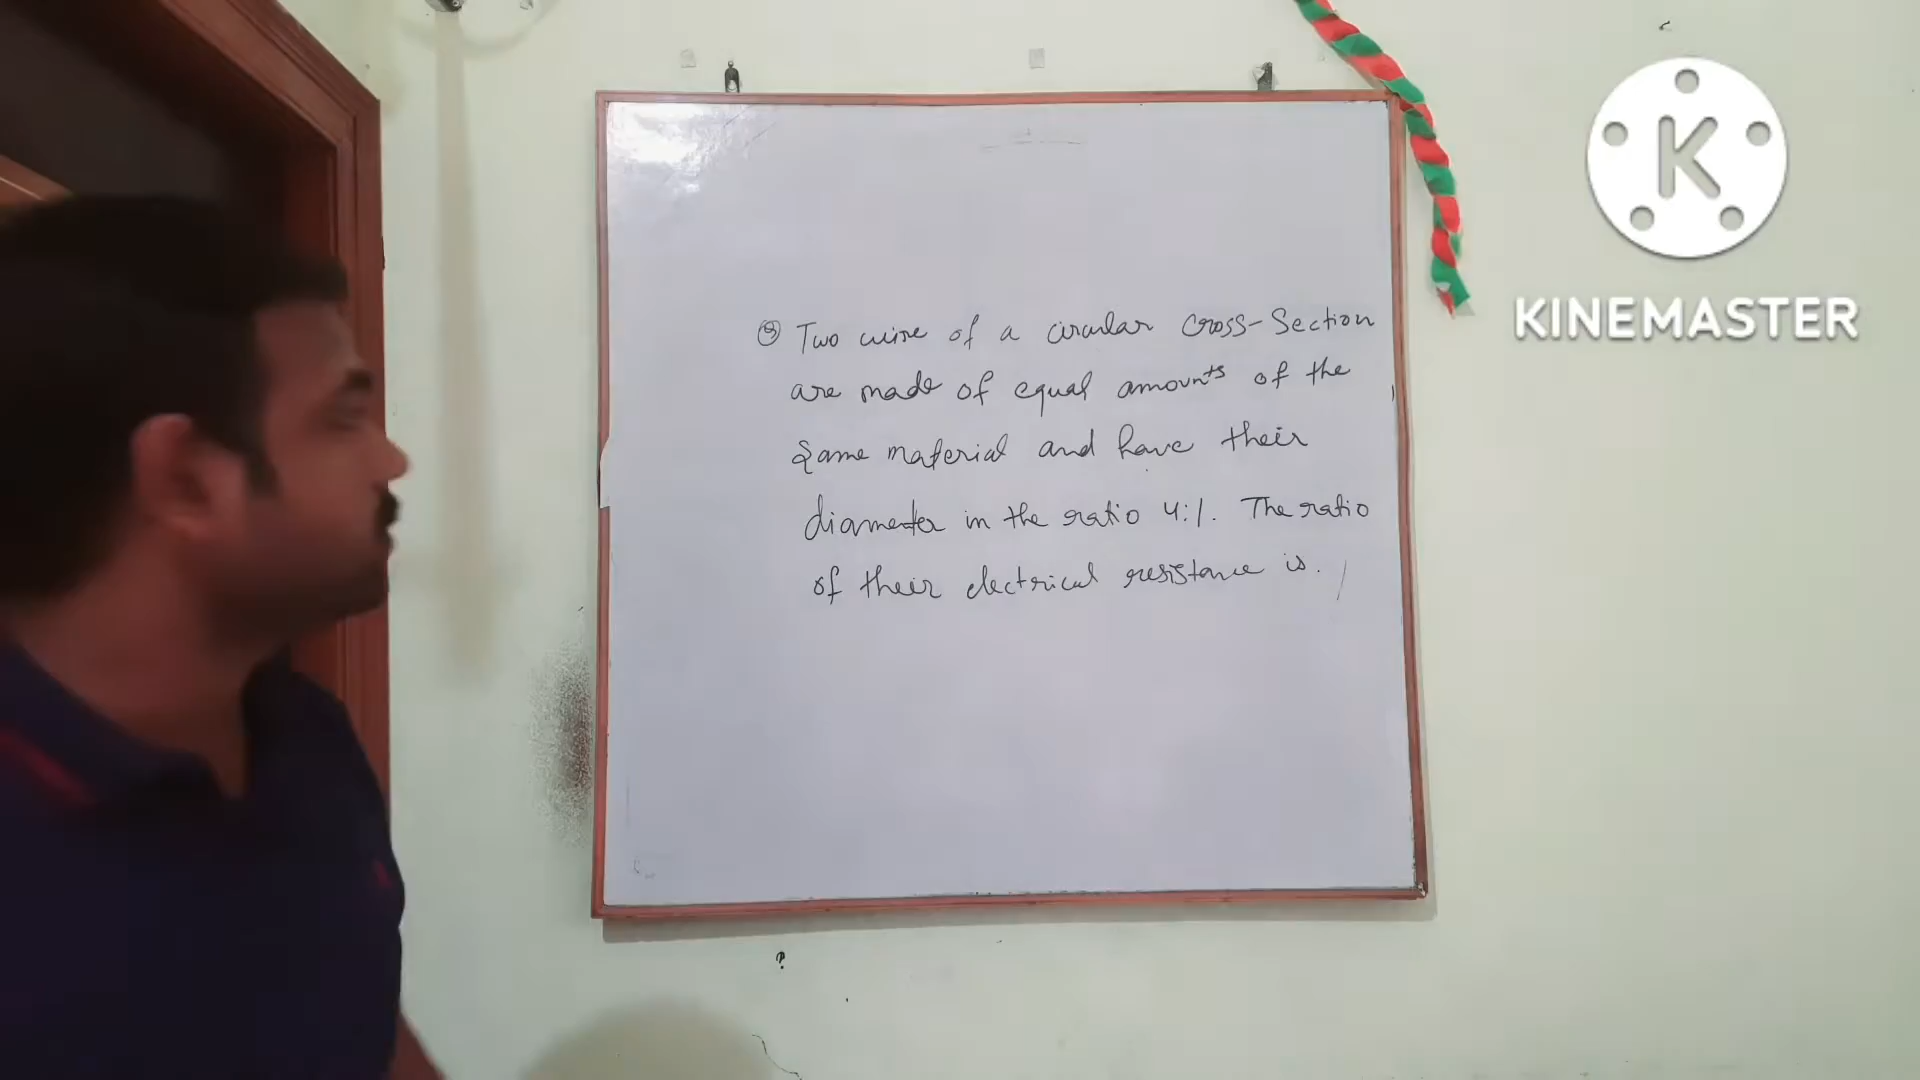 Two wire of a circular cross-section
are made of equal amounts of the
same material and have their
diameter in the ratio 4:1. The ratio
of their electrical resistance is.
K
KINEMASTER